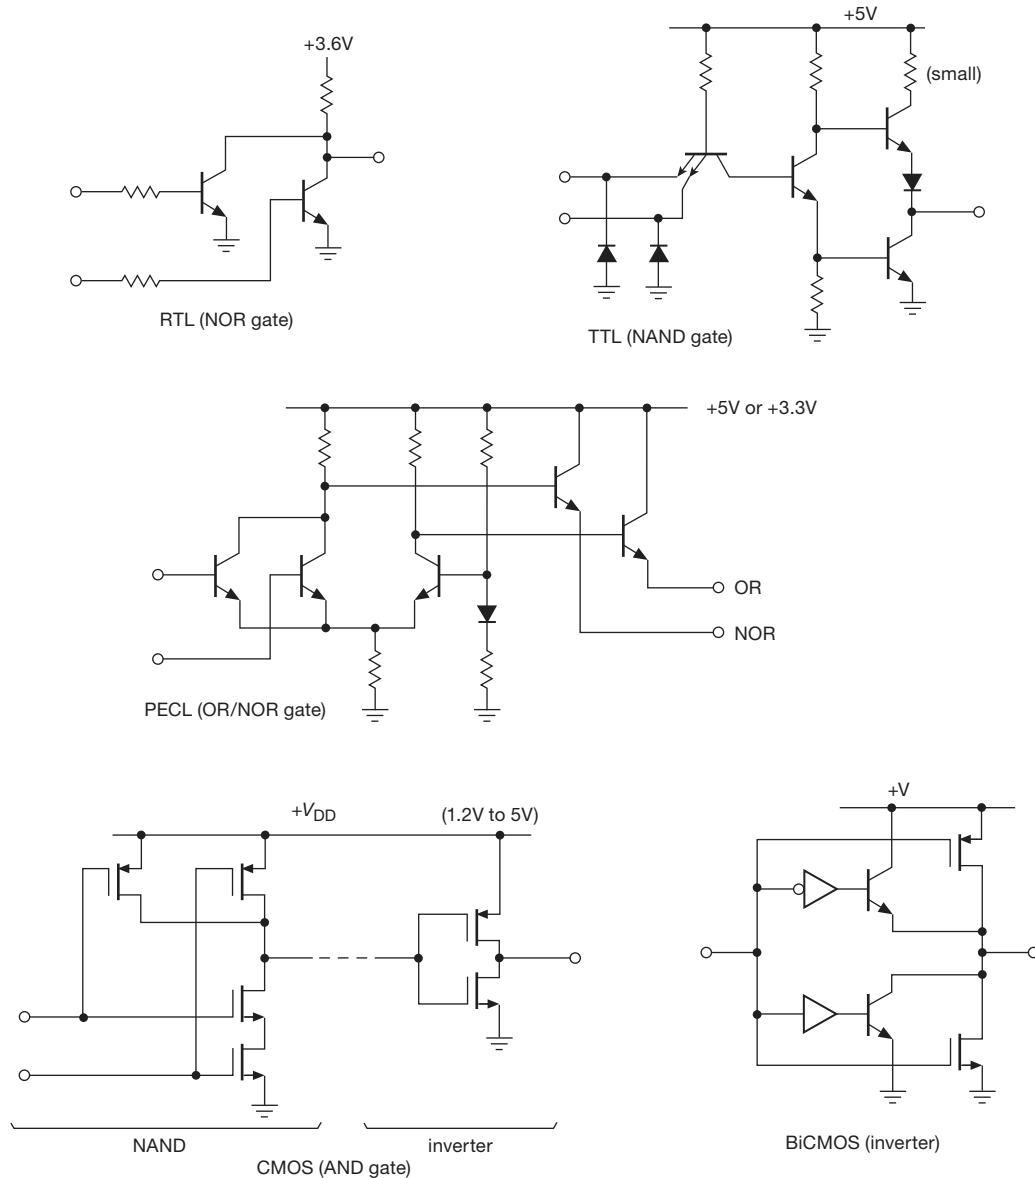 +3.6V
RTL (NOR gate)
+5V
(small)
TTL (NAND gate)
+5V or +3.3V
OR
NOR
PECL (OR/NOR gate)
+VDD
(1.2V to 5V)
NAND
inverter
CMOS (AND gate)
+V
BiCMOS (inverter)